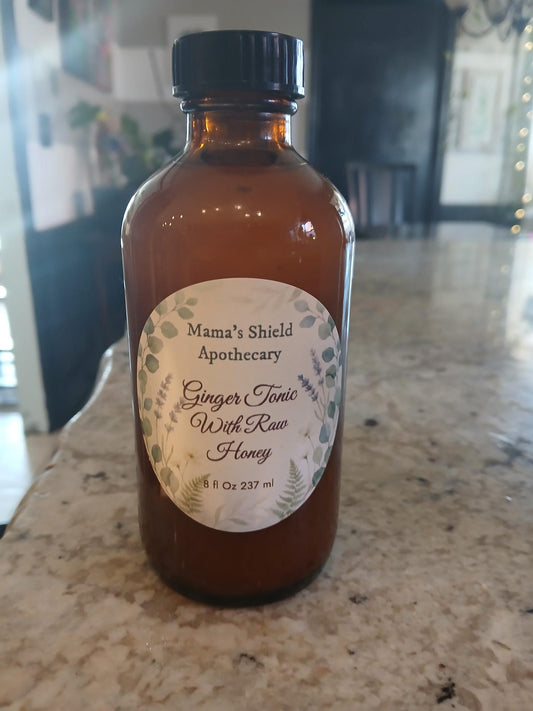 Mama's Shield
Apothecary
Ginger Tonic
With Raw
Honey
8 fl Oz 237 ml